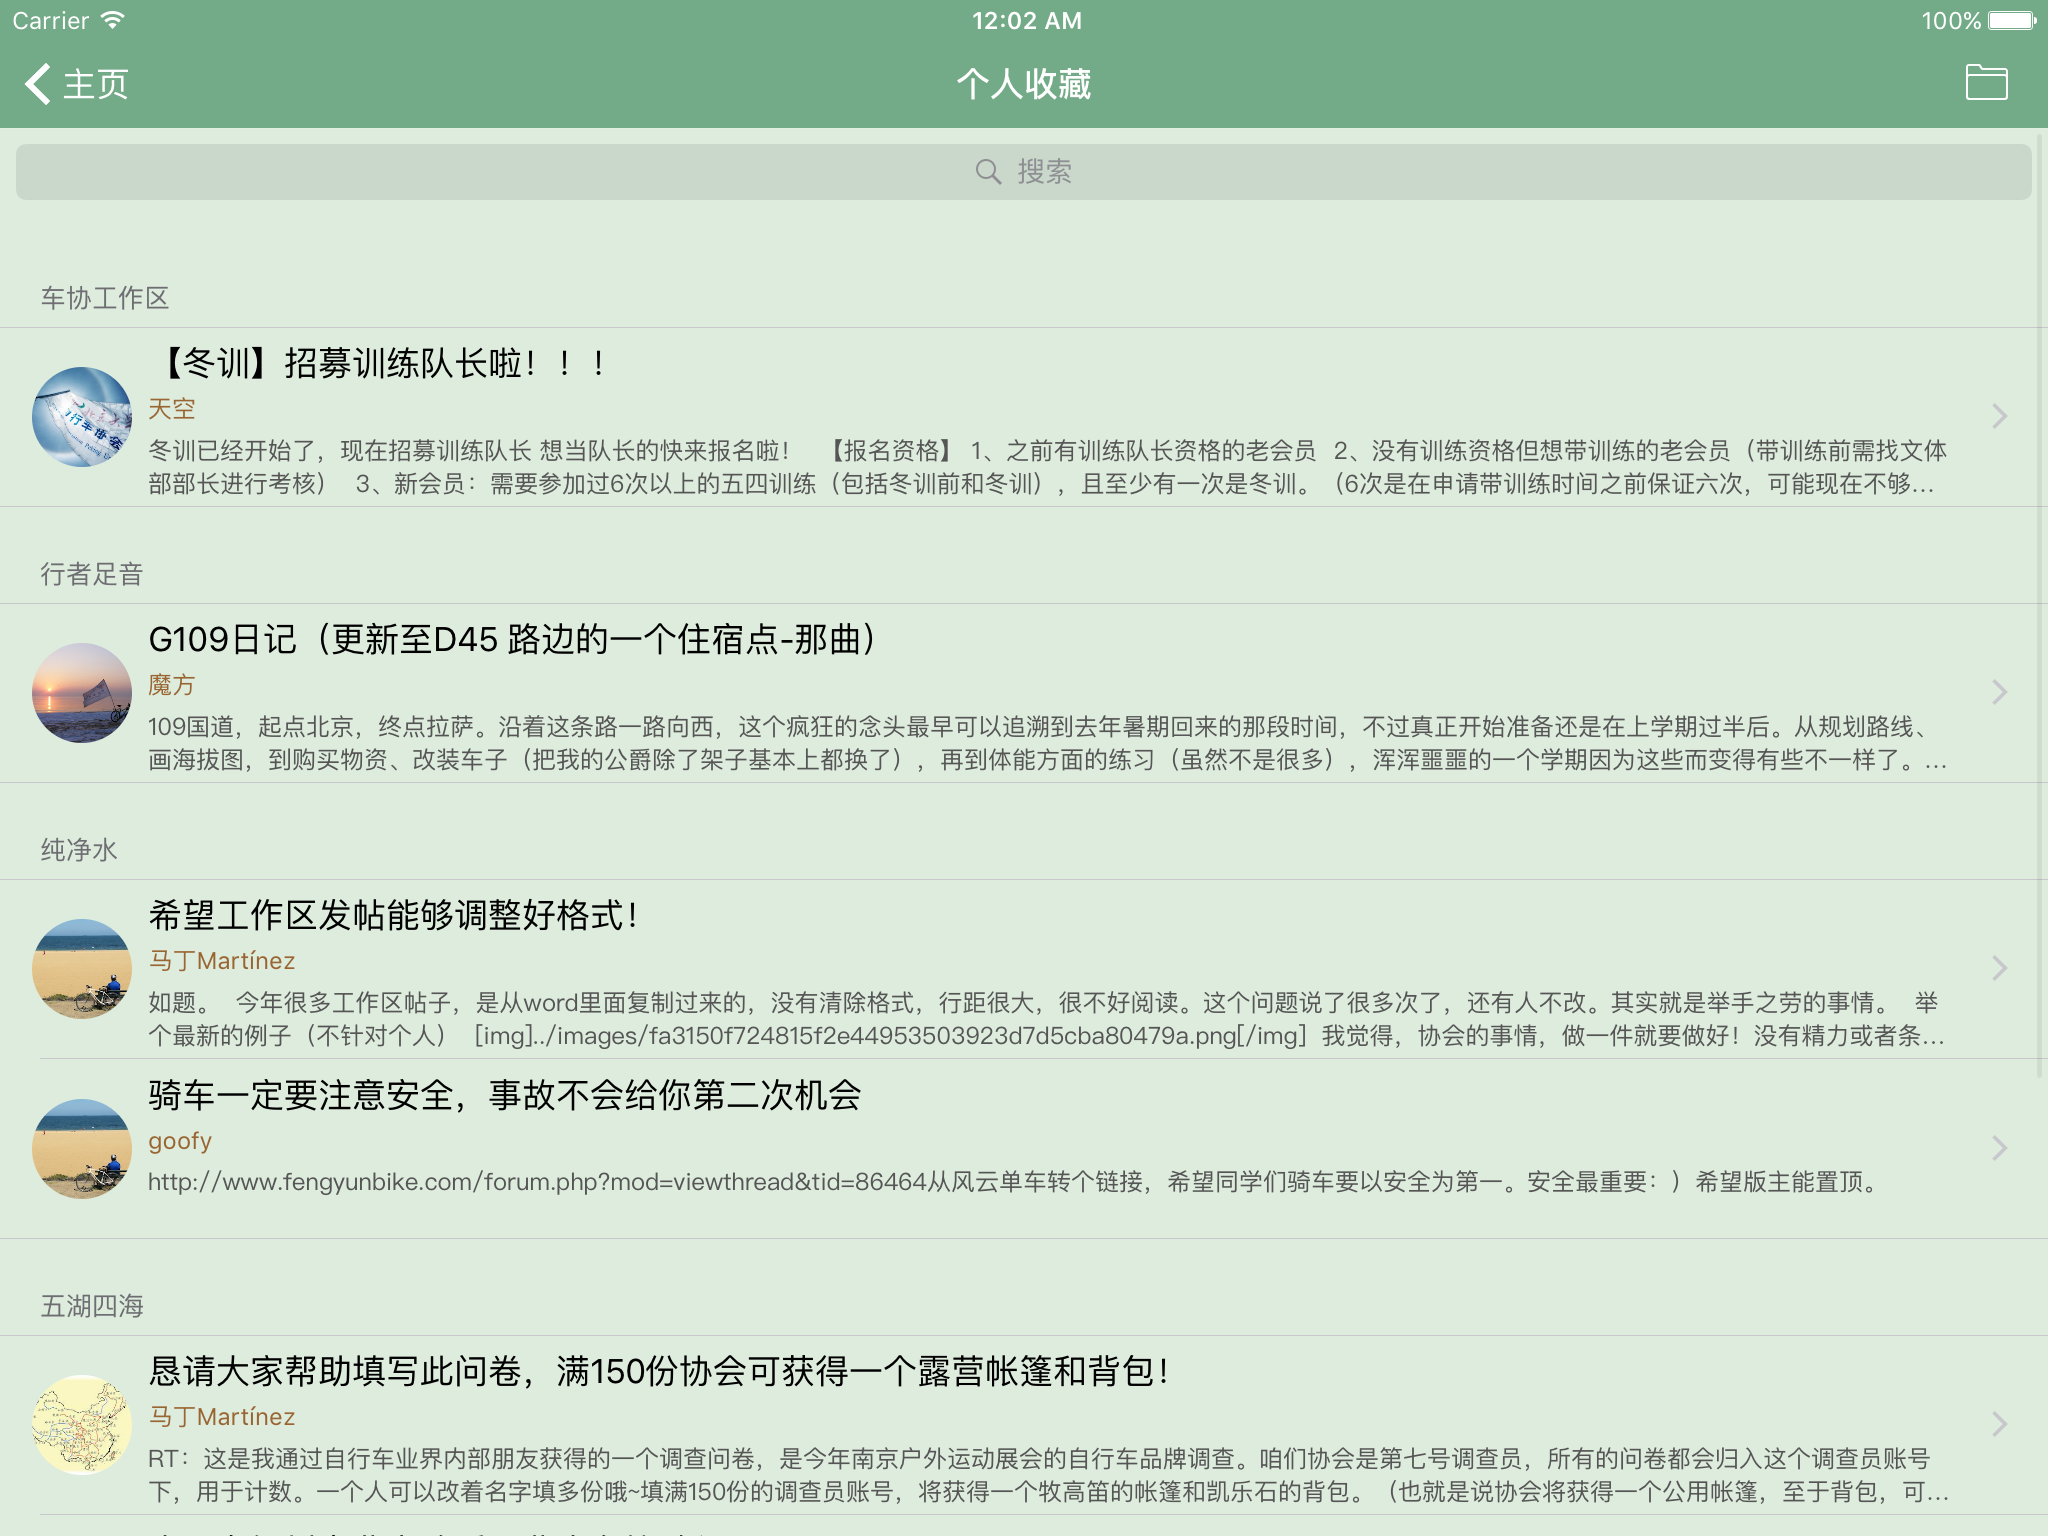 Carrier
12:02 AM
100%
主页
个人收藏
搜索
车协工作区
【冬训】招募训练队长啦！！！
天空
冬训已经开始了，现在招募训练队长 想当队长的快来报名啦！ 【报名资格】 1、之前有训练队长资格的老会员 2、没有训练资格但想带训练的老会员（带训练前需找文体
部部长进行考核） 3、新会员：需要参加过6次以上的五四训练（包括冬训前和冬训），且至少有一次是冬训。（6次是在申请带训练时间之前保证六次，可能现在不够...
行者足音
G109日记（更新至D45 路边的一个住宿点-那曲）
魔方
109国道，起点北京，终点拉萨。沿着这条路一路向西，这个疯狂的念头最早可以追溯到去年暑期回来的那段时间，不过真正开始准备还是在上学期过半后。从规划路线、
画海拔图，到购买物资、改装车子（把我的公爵除了架子基本上都换了），再到体能方面的练习（虽然不是很多），浑浑噩噩的一个学期因为这些而变得有些不一样了。...
纯净水
希望工作区发帖能够调整好格式！
马丁Martínez
如题。 今年很多工作区帖子，是从word里面复制过来的，没有清除格式，行距很大，很不好阅读。这个问题说了很多次了，还有人不改。其实就是举手之劳的事情。 举
个最新的例子（不针对个人） [img]../images/fa3150f724815f2e44953503923d7d5cba80479a.png[/img] 我觉得，协会的事情，做一件就要做好！没有精力或者条...
骑车一定要注意安全，事故不会给你第二次机会
goofy
http://www.fengyunbike.com/forum.php?mod=viewthread&tid=86464从风云单车转个链接，希望同学们骑车要以安全为第一。安全最重要：）希望版主能置顶。
五湖四海
恳请大家帮助填写此问卷，满150份协会可获得一个露营帐篷和背包！
马丁Martínez
RT：这是我通过自行车业界内部朋友获得的一个调查问卷，是今年南京户外运动展会的自行车品牌调查。咱们协会是第七号调查员，所有的问卷都会归入这个调查员账号
下，用于计数。一个人可以改着名字填多份哦~填满150份的调查员账号，将获得一个牧高笛的帐篷和凯乐石的背包。（也就是说协会将获得一个公用帐篷，至于背包，可...